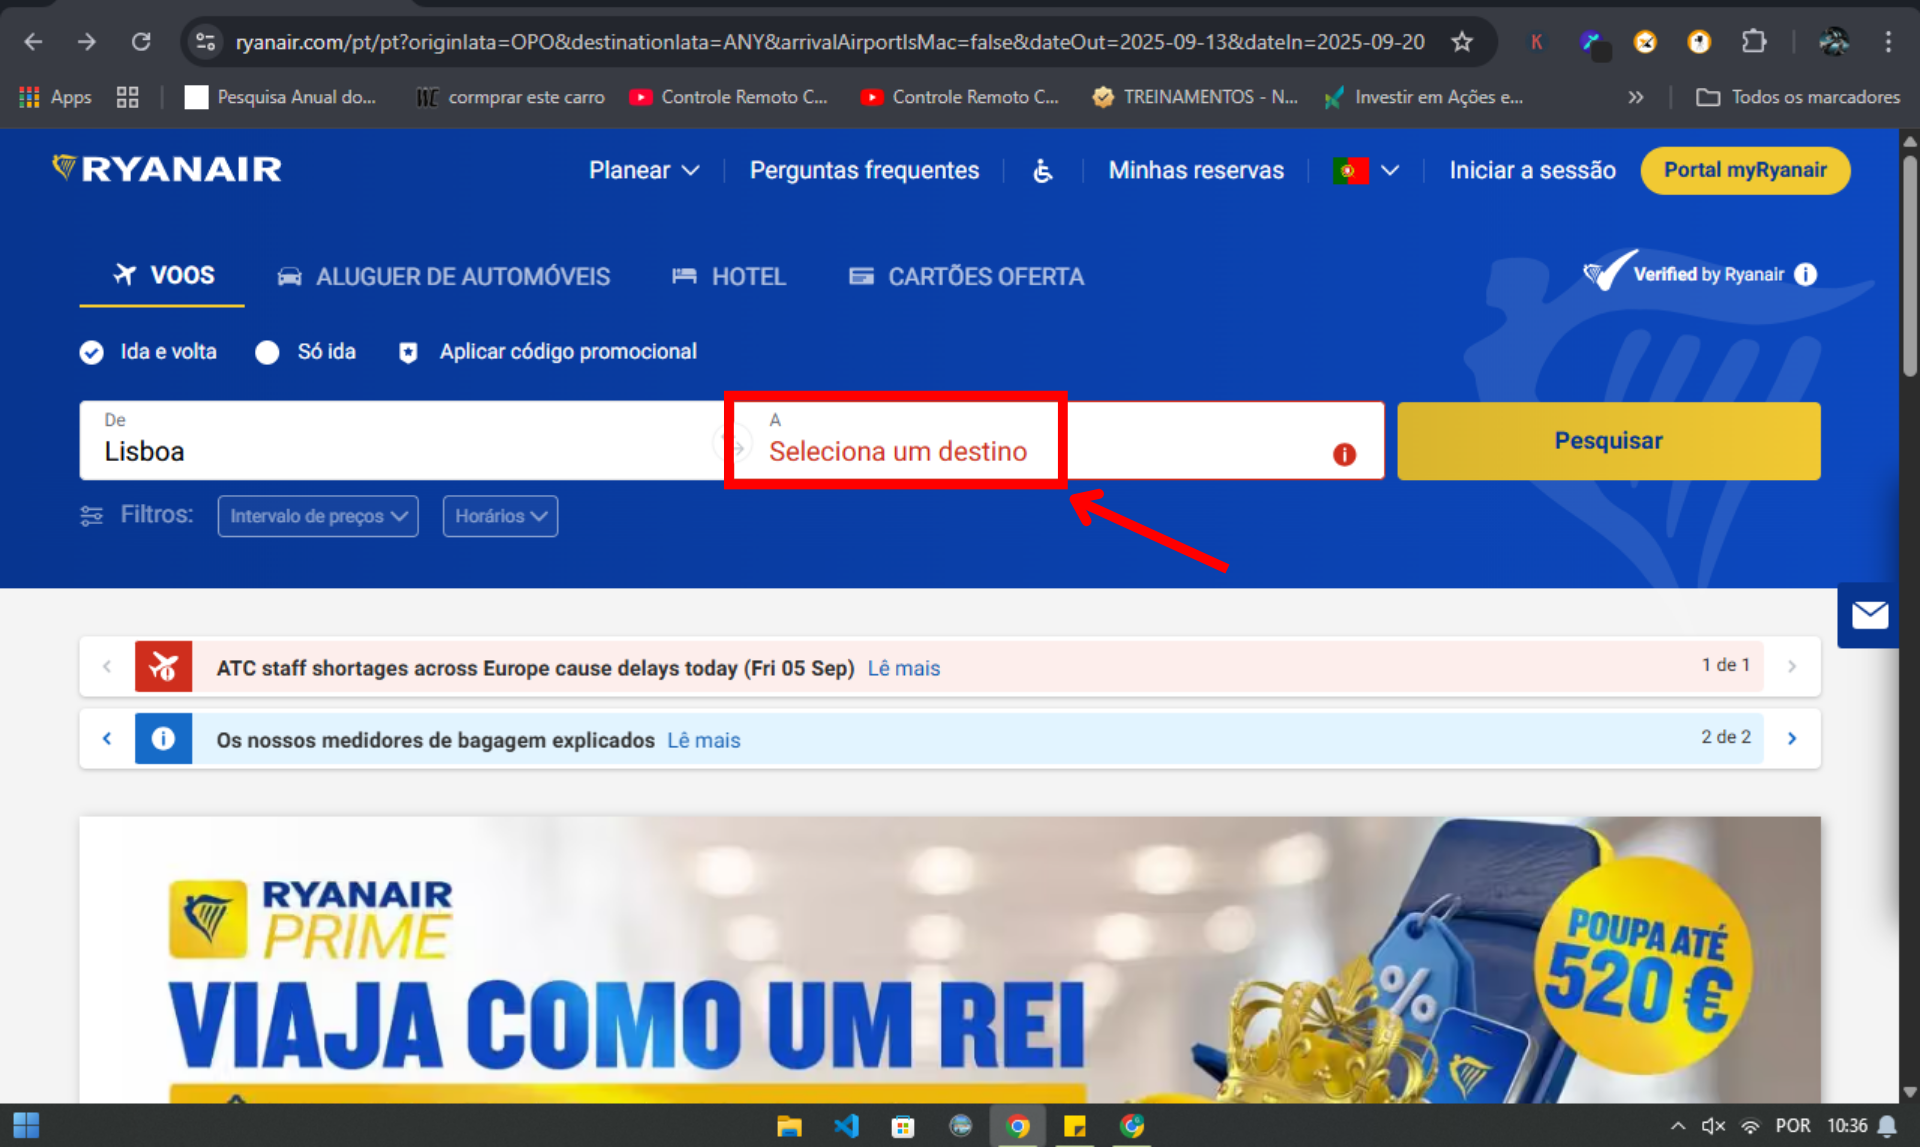 ryanair.com/pt/pt?originIata=OPO&destinationIata=ANY&arrivalAirportIsMac=false&dateOut=2025-09-13&dateIn=2025-09-20
K
Apps
Pesquisa Anual do...
cormprar este carro
Controle Remoto C...
Controle Remoto C...
TREINAMENTOS - N...
Investir em Ações e...
Todos os marcadores
RYANAIR
Planear
Perguntas frequentes
Minhas reservas
Iniciar a sessão
Portal myRyanair
VOOS
ALUGUER DE AUTOMÓVEIS
HOTEL
CARTÕES OFERTA
Verified by Ryanair
Ida e volta
Só ida
Aplicar código promocional
De
Lisboa
A
Seleciona um destino
Pesquisar
Filtros:
Intervalo de preços
Horários
ATC staff shortages across Europe cause delays today (Fri 05 Sep) Lê mais
1 de 1
Os nossos medidores de bagagem explicados Lê mais
2 de 2
RYANAIR
PRIME
VIAJA COMO UM REI
POUPA ATÉ
520 €
%
POR
10:36